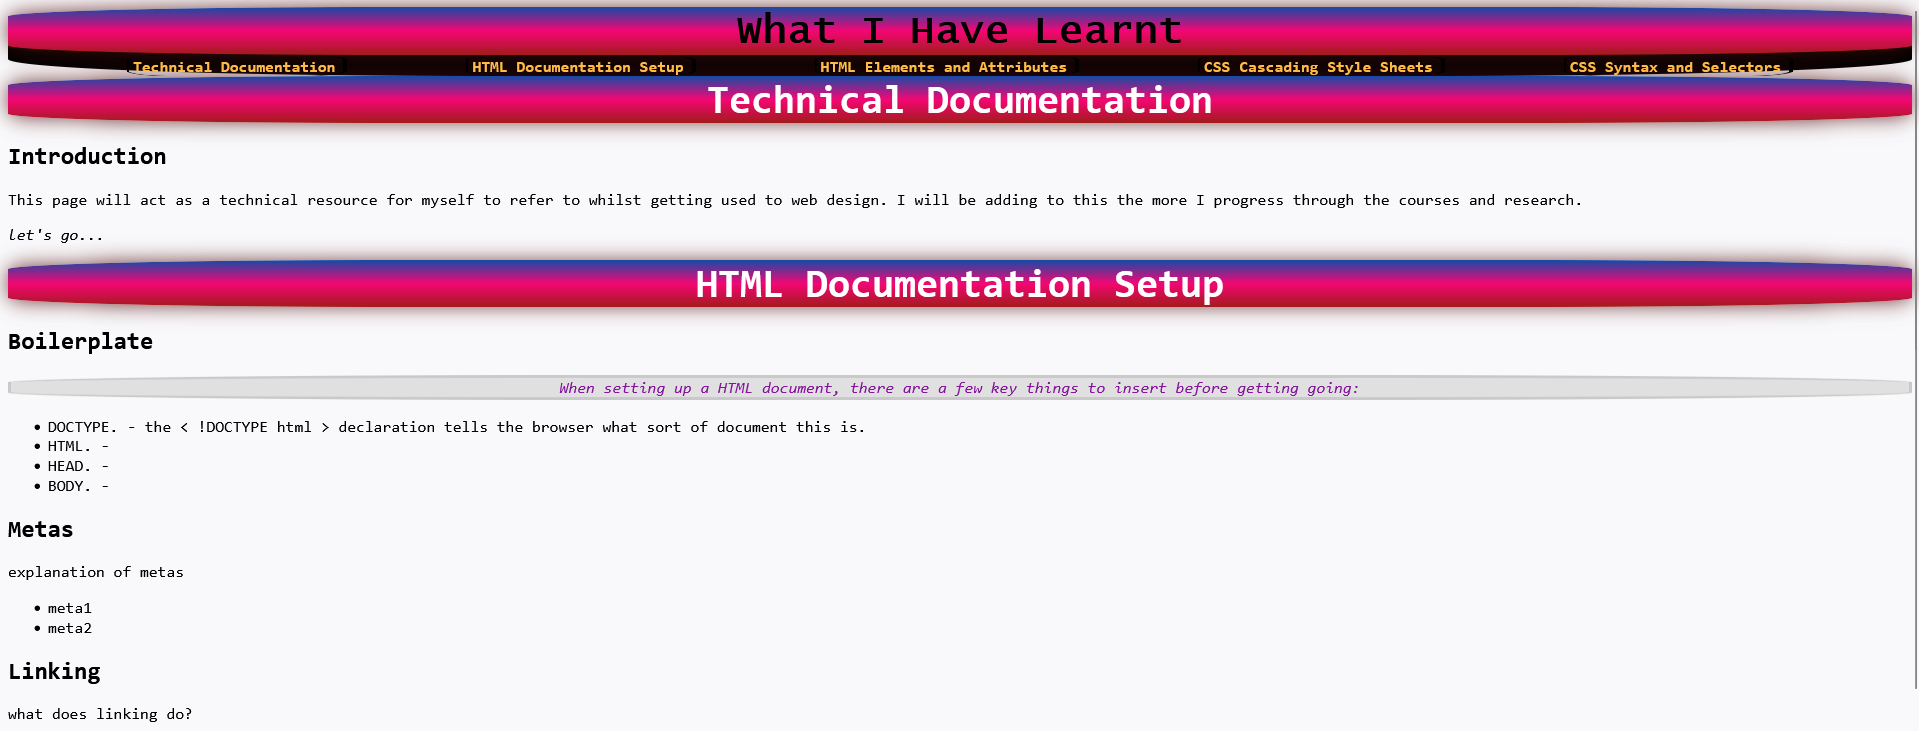 What I Have Learnt
Technical Documentation HTML Documentation Setup HTML Elements and Attributes CSS Cascading Style Sheets CSS Syntax and Selectors
Technical Documentation
Introduction
This page will act as a technical resource for myself to refer to whilst getting used to web design. I will be adding to this the more I progress through the courses and research.
let's go...
HTML Documentation Setup
Boilerplate
When setting up a HTML document, there are a few key things to insert before getting going:
• DOCTYPE. - the < !DOCTYPE html > declaration tells the browser what sort of document this is.
• HTML. -
• HEAD. -
• BODY. -
Metas
explanation of metas
• meta1
• meta2
Linking
what does linking do?